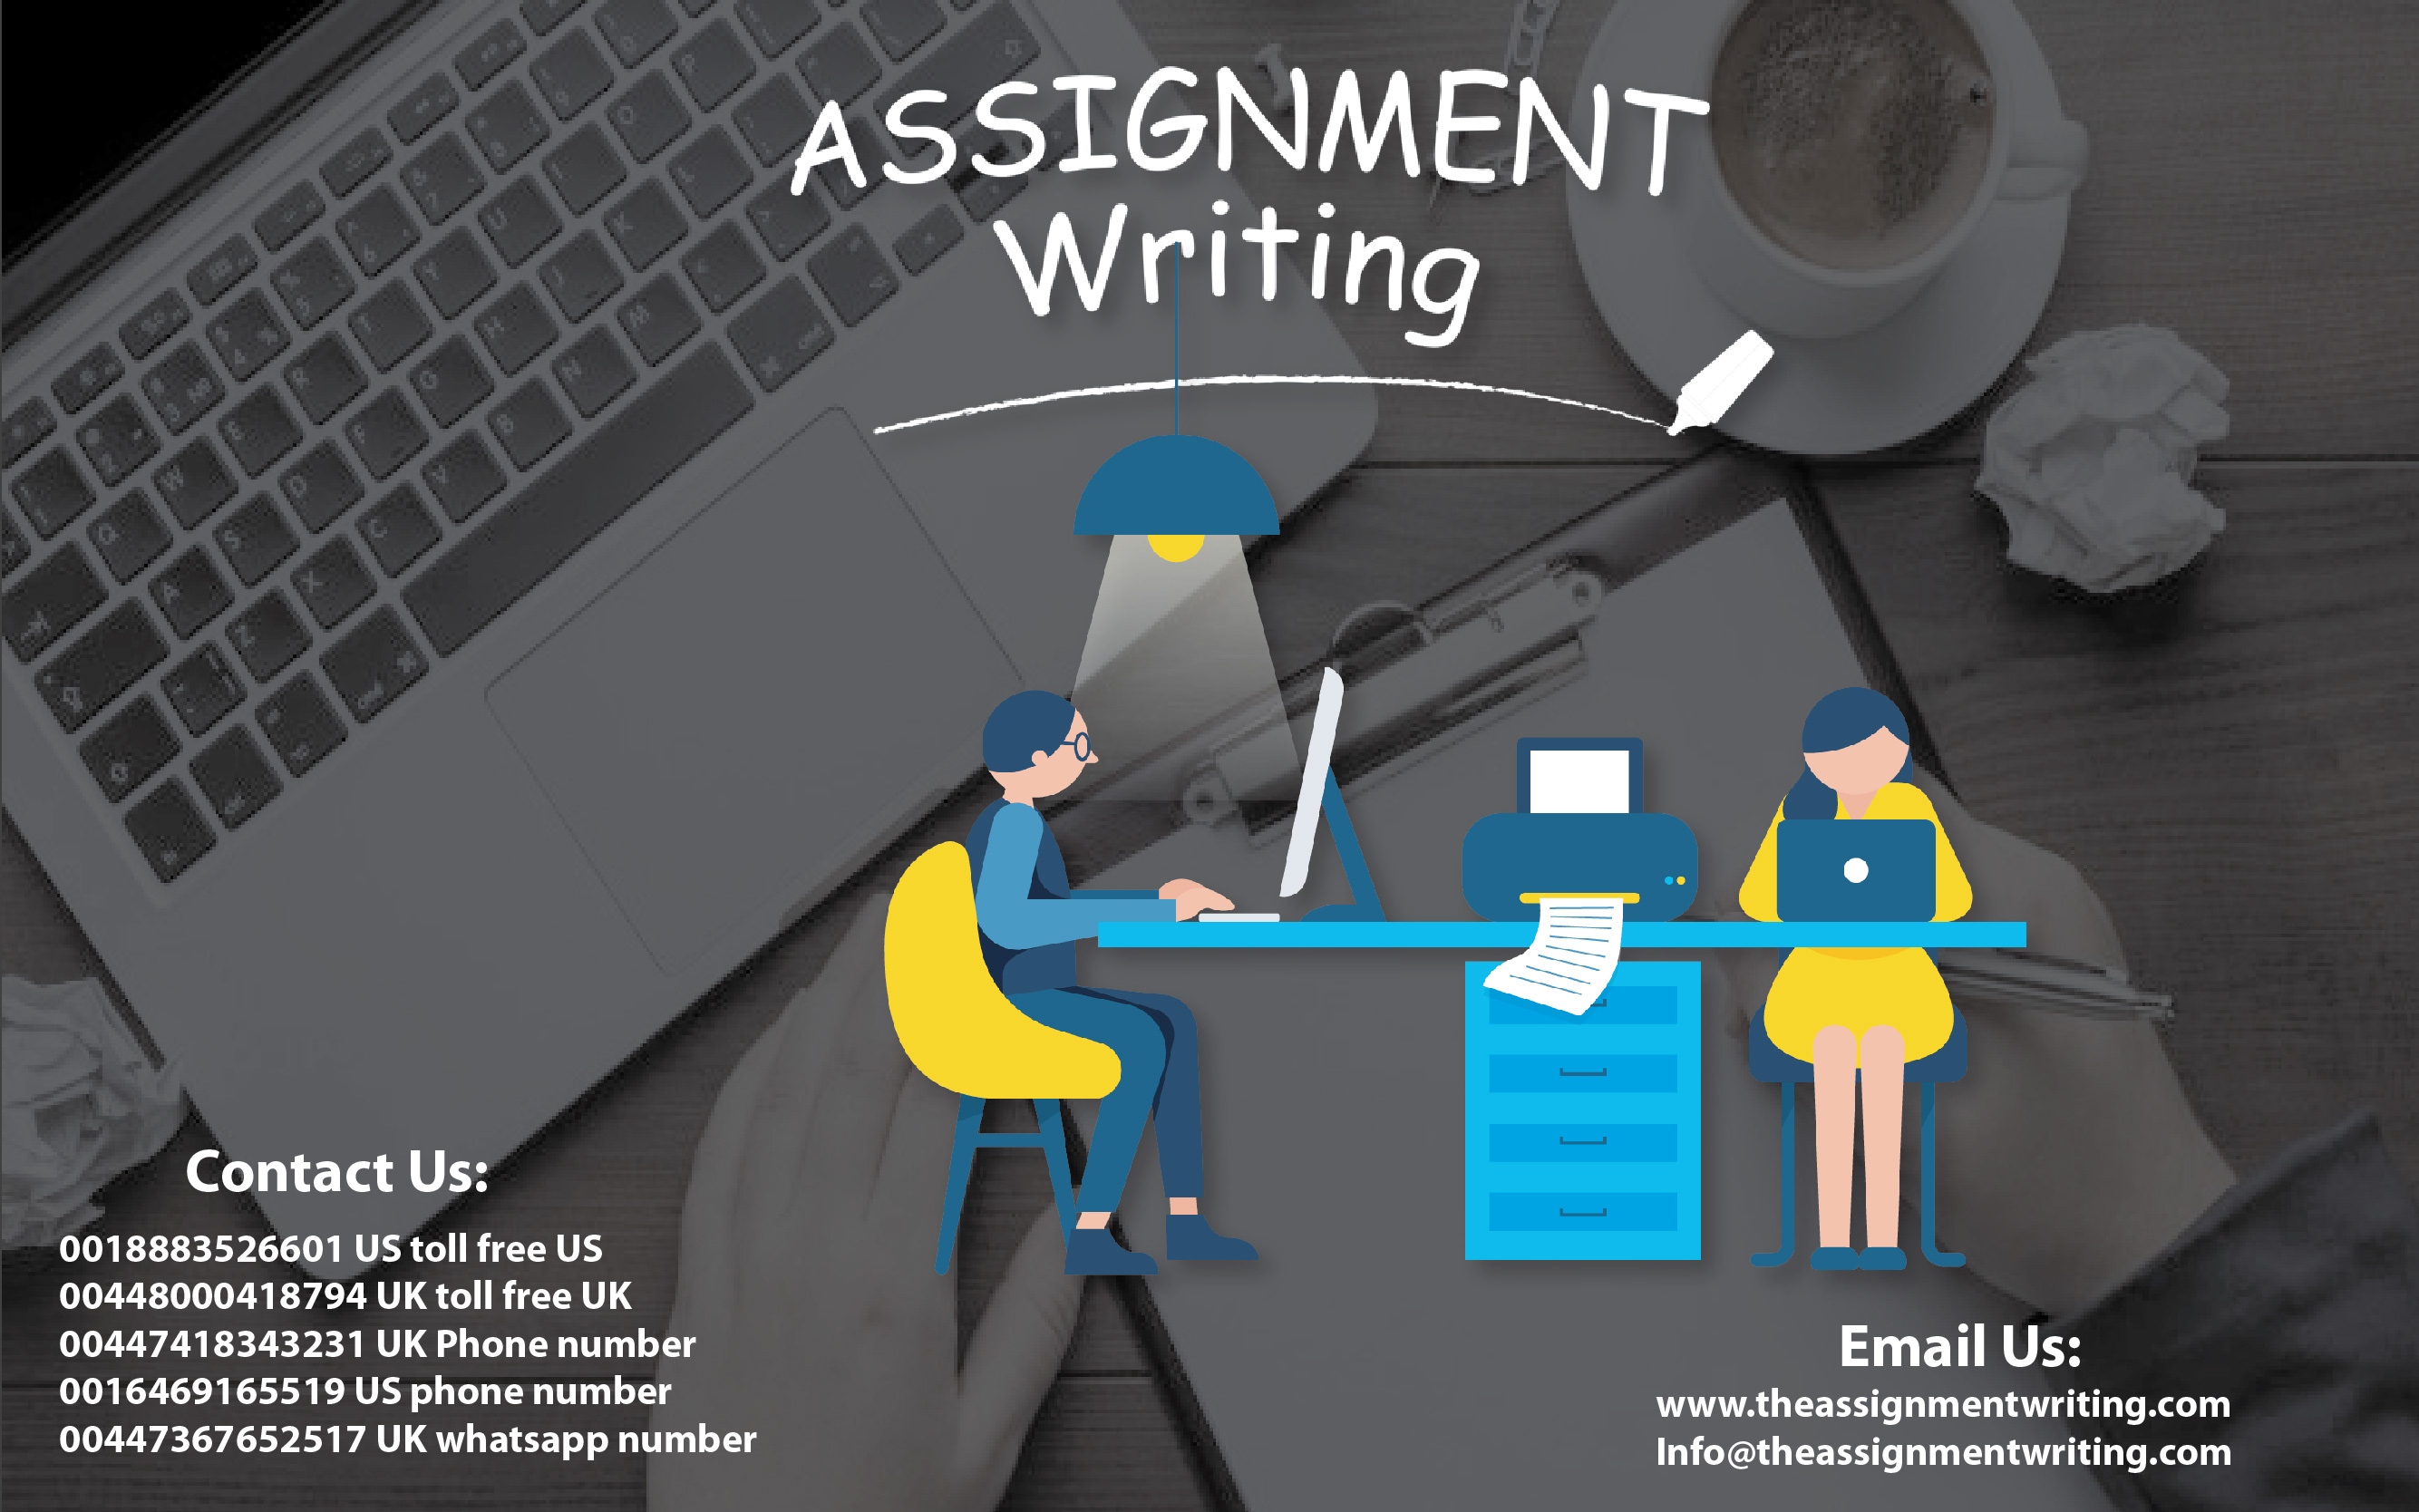 ASSIGNMENT
Writing
Contact Us:
0018883526601 US toll free US
00448000418794 UK toll free UK
00447418343231 UK Phone number
0016469165519 US phone number
00447367652517 UK whatsapp number
Email Us:
www.theassignmentwriting.com
Info@theassignmentwriting.com